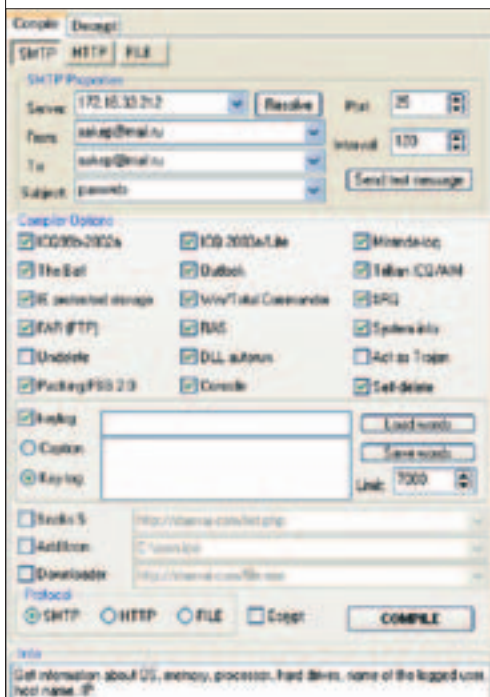 Compile Decrypt
SMTP HTTP FILE
SMTP Properties
Server: 172.16.33.212 Resolve Port: 25
From: @mail.ru Interval: 120
To: @mail.ru
Subject: passwords Send test message
Compiler Options
ICQ99b-2002a ICQ 2003a/Lite Miranda-icq
The Bat! Outlook Trillian ICQ/AIM
IE protected storage Win/Total Commander
FAR (FTP) RAS System info
Undelete DLL autorun Act as Trojan
Packing FSG 2.0 Console Self-delete
Load words
Caption Save words
Key log Limit: 7000
Socks 5
Downloader
Protocol
SMTP HTTP FILE COMPILE
Info
Get information about OS, memory, processor, hard drives, name of the logged user,
host name, IP